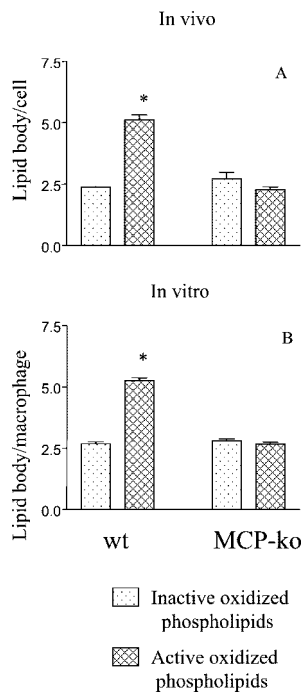 In vivo
A
Lipid body/cell
7.5
5.0
2.5
0.0
*
In vitro
B
Lipid body/macrophage
7.5
5.0
2.5
0.0
*
wt MCP-ko
Inactive oxidized
phospholipids
Active oxidized
phospholipids